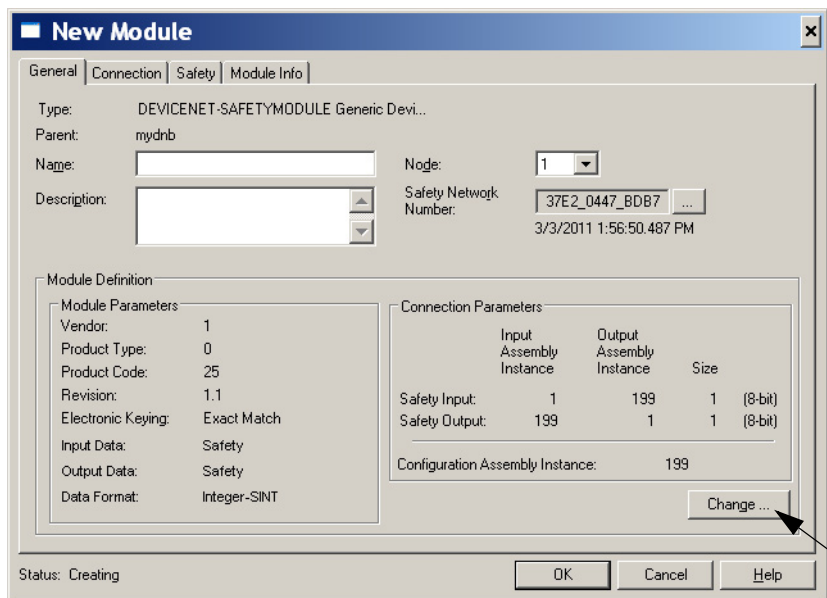 New Module
General Connection Safety Module Info
Type: DEVICENET-SAFETYMODULE Generic Devi...
Parent: mydnb
Name:
Node: 1
Description:
Safety Network
Number:
37E2_0447_BDB7 ...
3/3/2011 1:56:50.487 PM
Module Definition
Module Parameters
Vendor: 1
Product Type: 0
Product Code: 25
Revision: 1.1
Electronic Keying: Exact Match
Input Data: Safety
Output Data: Safety
Data Format: Integer-SINT
Connection Parameters
Input Output
Assembly Assembly
Instance Instance Size
Safety Input: 1 199 1 (8-bit)
Safety Output: 199 1 1 (8-bit)
Configuration Assembly Instance: 199
Change ...
Status: Creating
OK Cancel Help